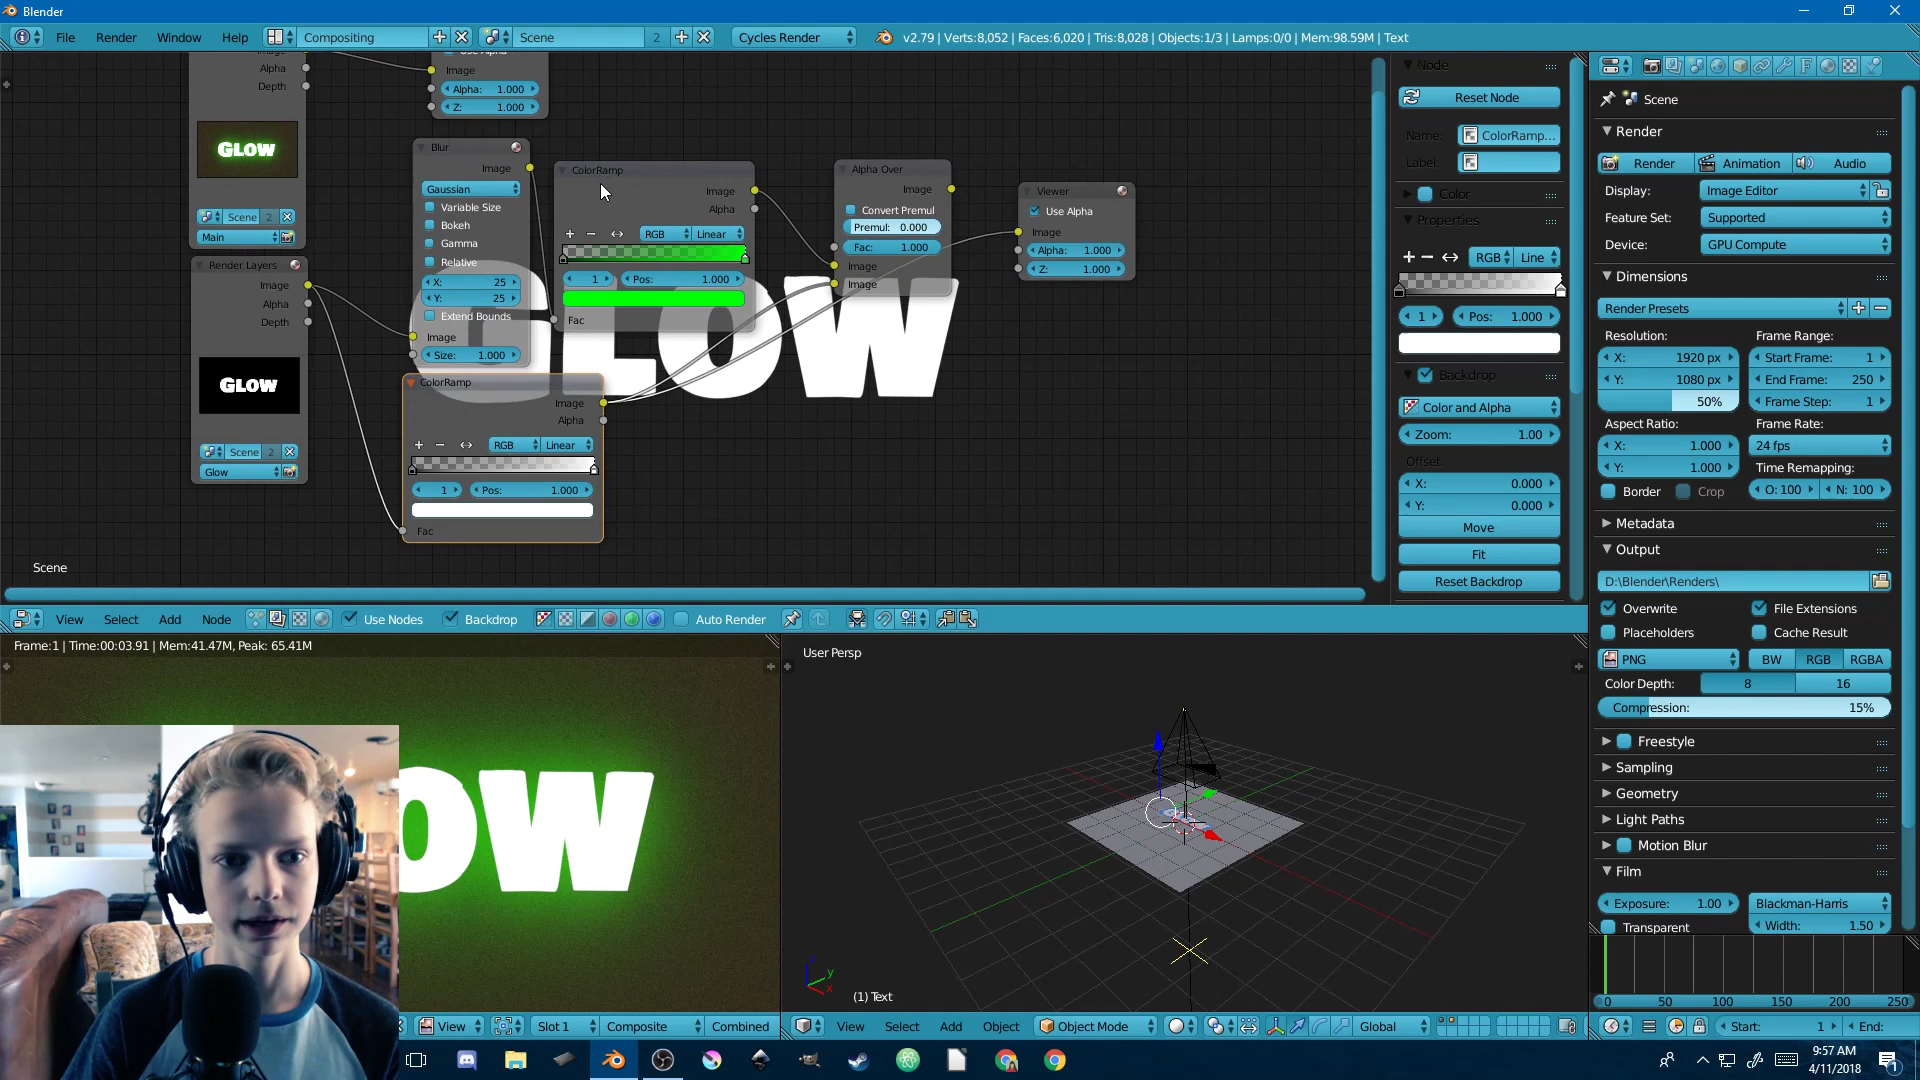 Blender
File Render Window Help Compositing Scene 2 Cycles Render v2.79 | Verts:8,052 | Faces:6,020 | Tris:8,028 | Objects:1/3 | Lamps:0/0 | Mem:98.59M | Text
Alpha
Depth
GLOW
Scene 2
Main
Image
Alpha: 1.000
Z: 1.000
Render Layers
Image
Alpha
Depth
GLOW
Scene 2
Glow
Blur
Image
Gaussian
Variable Size
Bokeh
Gamma
Relative
X: 25
Y: 25
Extend Bounds
Image
Size: 1.000
ColorRamp
Image
Alpha
RGB Linear
1 Pos: 1.000
Fac
ColorRamp
Image
Alpha
RGB Linear
1 Pos: 1.000
Fac
Alpha Over
Image
Convert Premul
Premul: 0.000
Fac: 1.000
Image
Image
Viewer
Use Alpha
Image
Alpha: 1.000
Z: 1.000
GLOW
Scene
Node
Reset Node
Name: ColorRamp...
Label:
Color
Properties
RGB Line
1 Pos: 1.000
Backdrop
Color and Alpha
Zoom: 1.00
Offset:
X: 0.000
Y: 0.000
Move
Fit
Reset Backdrop
Scene
Render
Render Animation Audio
Display: Image Editor
Feature Set: Supported
Device: GPU Compute
Dimensions
Render Presets
Resolution: Frame Range:
X: 1920 px Start Frame: 1
Y: 1080 px End Frame: 250
50% Frame Step: 1
Aspect Ratio: Frame Rate:
X: 1.000 24 fps
Y: 1.000 Time Remapping:
Border Crop O: 100 N: 100
Metadata
Output
D:\Blender\Renders\
Overwrite File Extensions
Placeholders Cache Result
PNG BW RGB RGBA
Color Depth: 8 16
Compression: 15%
Freestyle
Sampling
Geometry
Light Paths
Motion Blur
Film
Exposure: 1.00 Blackman-Harris
Transparent Width: 1.50
View Select Add Node Use Nodes Backdrop Auto Render
Frame:1 | Time:00:03.91 | Mem:41.47M, Peak: 65.41M
OW
View Slot 1 Composite Combined
User Persp
z
y
x
(1) Text
View Select Add Object Object Mode Global
0 50 100 150 200 250
Start: 1 End:
9:57 AM
4/11/2018
1